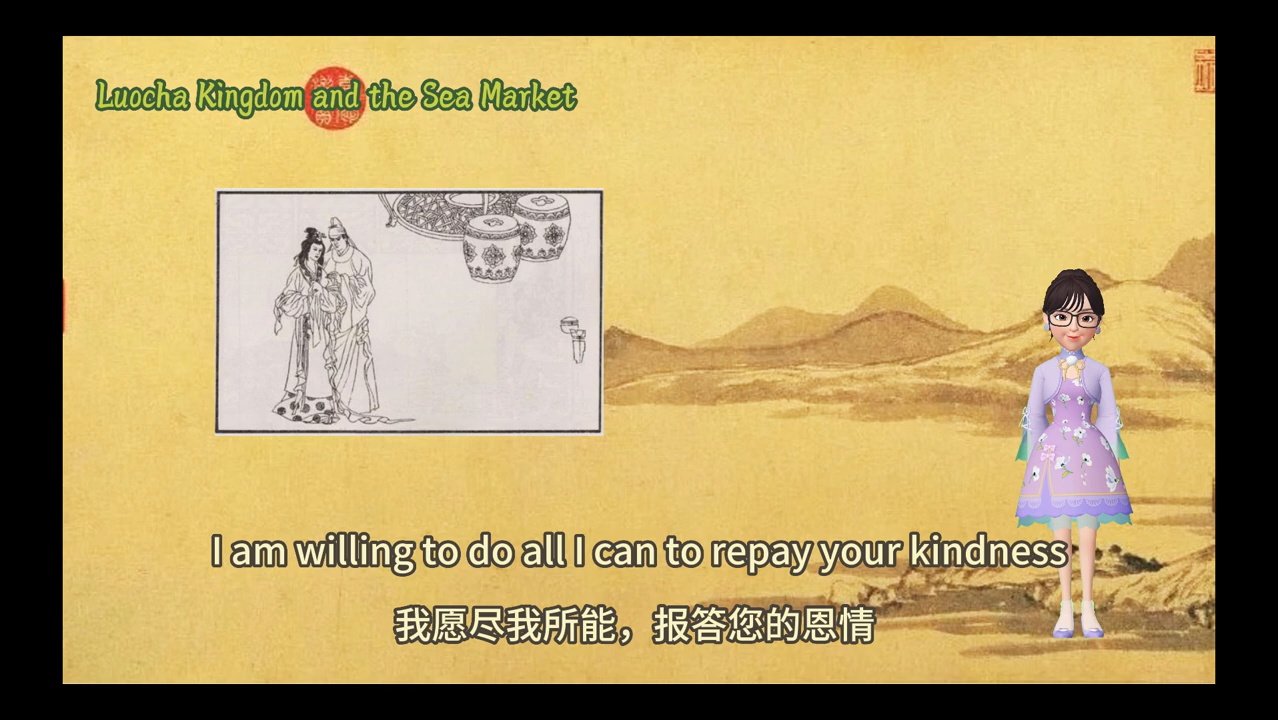 Luocha Kingdom and the Sea Market
I am willing to do all I can to repay your kindness
我愿尽我所能，报答您的恩情